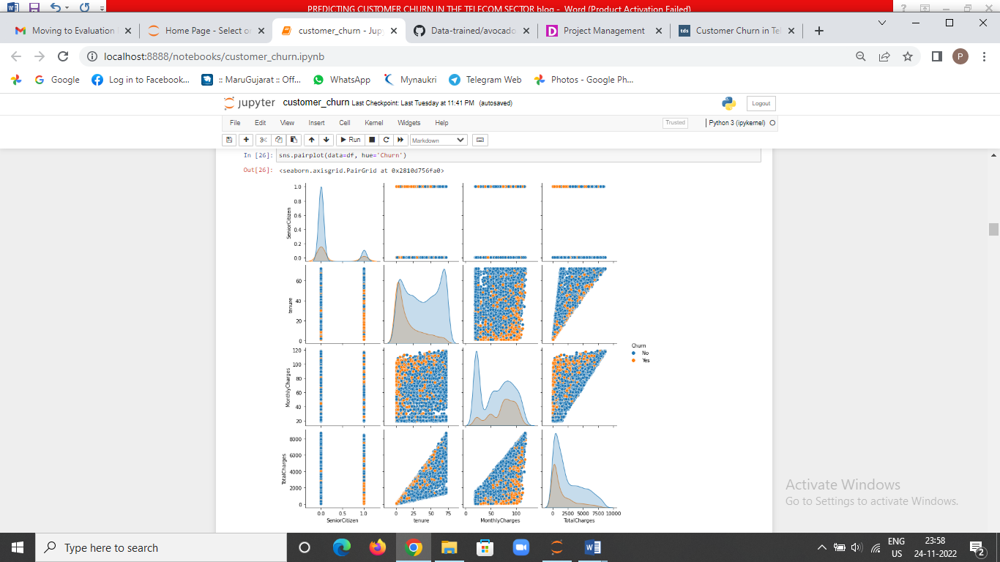 PREDICTING CUSTOMER CHURN IN THE TELECOM SECTOR blog - Word (Product Activation Failed)
Moving to Evaluation
Home Page - Select or
customer_churn - Jup
Data-trained/avocado
Project Management
tds
Customer Churn in Tel
localhost:8888/notebooks/customer_churn.ipynb
P
Google
Log in to Facebook...
:: MaruGujarat :: Off...
WhatsApp
Mynaukri
Telegram Web
Photos - Google Ph...
jupyter customer_churn Last Checkpoint: Last Tuesday at 11:41 PM (autosaved)
Logout
File Edit View Insert Cell Kernel Widgets Help
Trusted
Python 3 (ipykernel)
Run
Markdown
In [26]: sns.pairplot(data=df, hue='Churn')
Out[26]: <seaborn.axisgrid.PairGrid at 0x2810d756fa0>
1.0
0.8
0.6
0.4
0.2
0.0
SeniorCitizen
60
40
20
0
tenure
Churn
No
Yes
120
100
80
60
40
20
MonthlyCharges
8000
6000
4000
2000
0
TotalCharges
0.0 0.5 1.0 0 25 50 75 0 50 100 0 2500 5000 7500 10000
SeniorCitizen tenure MonthlyCharges TotalCharges
Activate Windows
Go to Settings to activate Windows.
Type here to search
ENG
US
23:58
24-11-2022
2